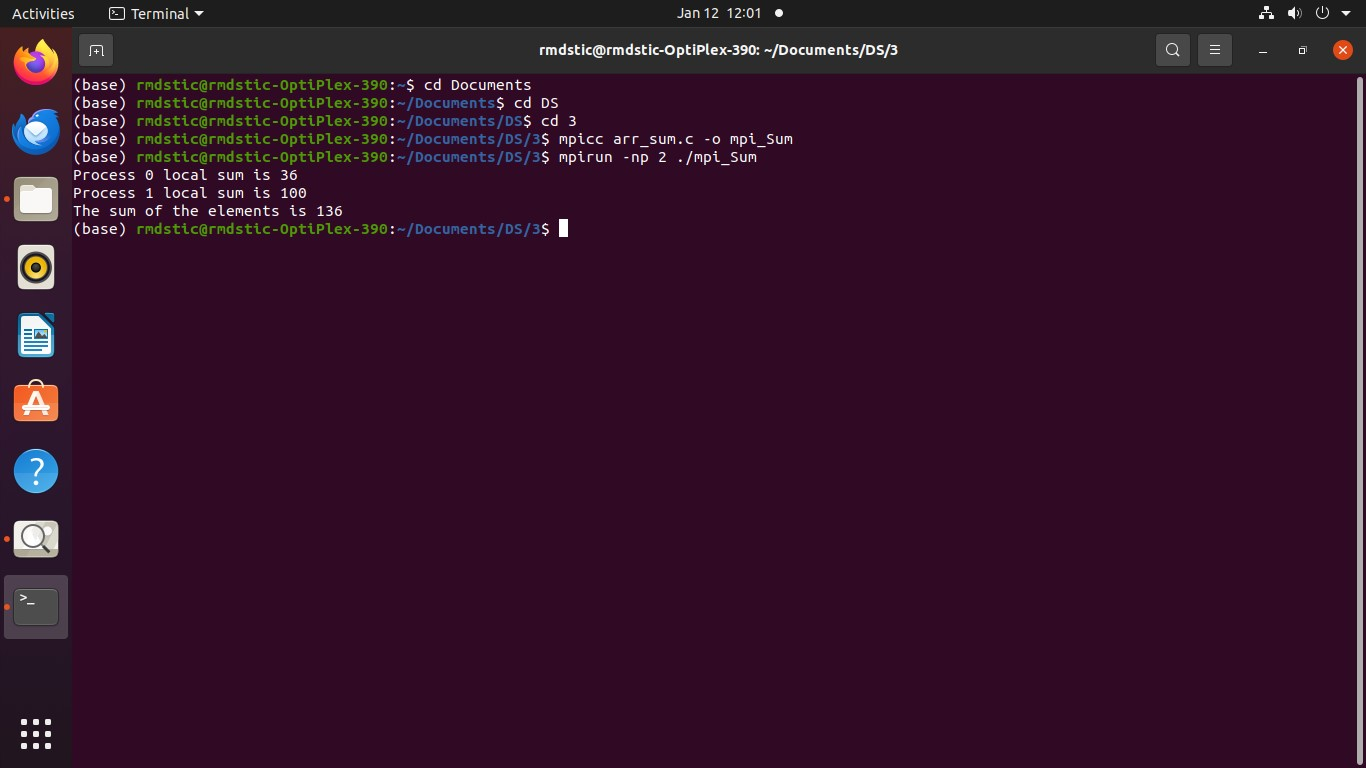 Activities Terminal Jan 12 12:01
rmdstic@rmdstic-OptiPlex-390: ~/Documents/DS/3
(base) rmdstic@rmdstic-OptiPlex-390:~$ cd Documents
(base) rmdstic@rmdstic-OptiPlex-390:~/Documents$ cd DS
(base) rmdstic@rmdstic-OptiPlex-390:~/Documents/DS$ cd 3
(base) rmdstic@rmdstic-OptiPlex-390:~/Documents/DS/3$ mpicc arr_sum.c -o mpi_Sum
(base) rmdstic@rmdstic-OptiPlex-390:~/Documents/DS/3$ mpirun -np 2 ./mpi_Sum
Process 0 local sum is 36
Process 1 local sum is 100
The sum of the elements is 136
(base) rmdstic@rmdstic-OptiPlex-390:~/Documents/DS/3$